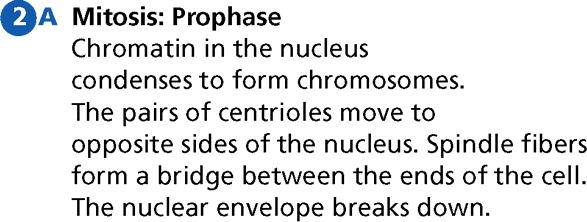 2 A Mitosis: Prophase
Chromatin in the nucleus
condenses to form chromosomes.
The pairs of centrioles move to
opposite sides of the nucleus. Spindle fibers
form a bridge between the ends of the cell.
The nuclear envelope breaks down.